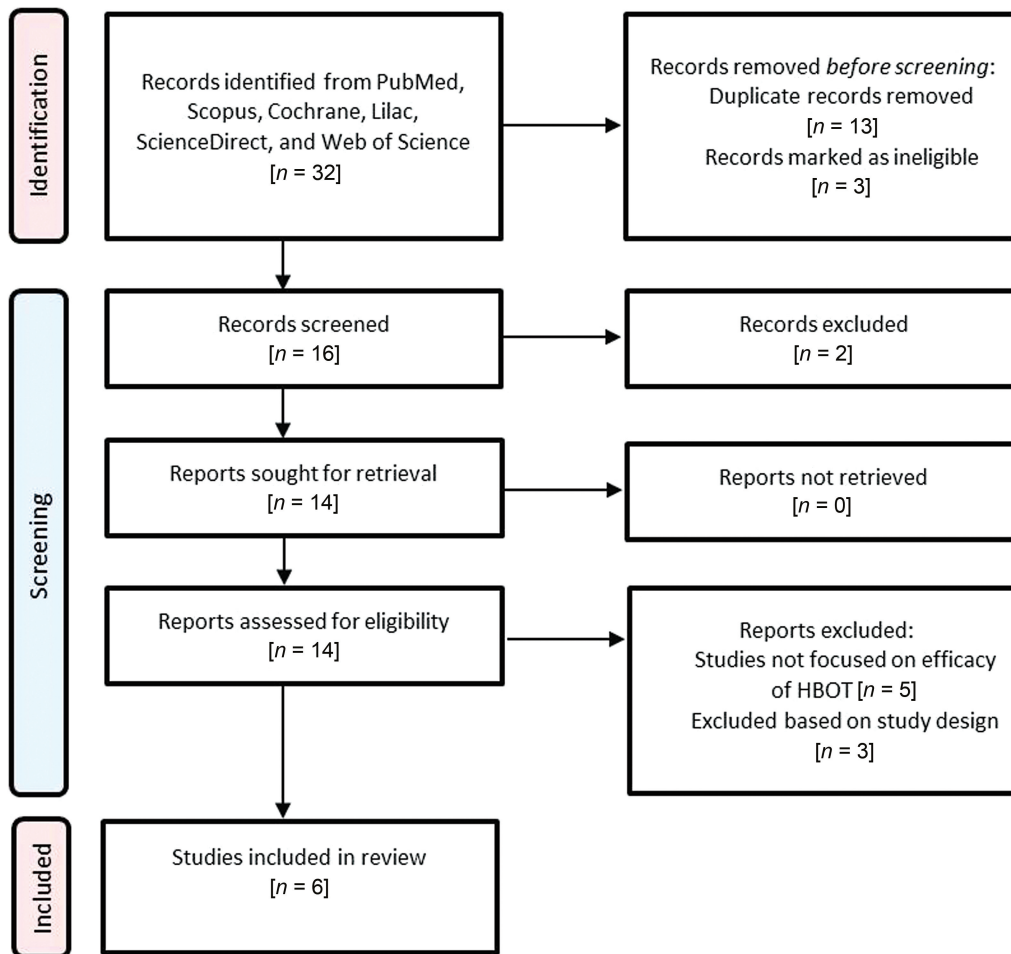 Identification
Records identified from PubMed,
Scopus, Cochrane, Lilac,
ScienceDirect, and Web of Science
[n = 32]
Records removed before screening:
Duplicate records removed
[n = 13]
Records marked as ineligible
[n = 3]
Screening
Records screened
[n = 16]
Records excluded
[n = 2]
Reports sought for retrieval
[n = 14]
Reports not retrieved
[n = 0]
Reports assessed for eligibility
[n = 14]
Reports excluded:
Studies not focused on efficacy
of HBOT [n = 5]
Excluded based on study design
[n = 3]
Included
Studies included in review
[n = 6]